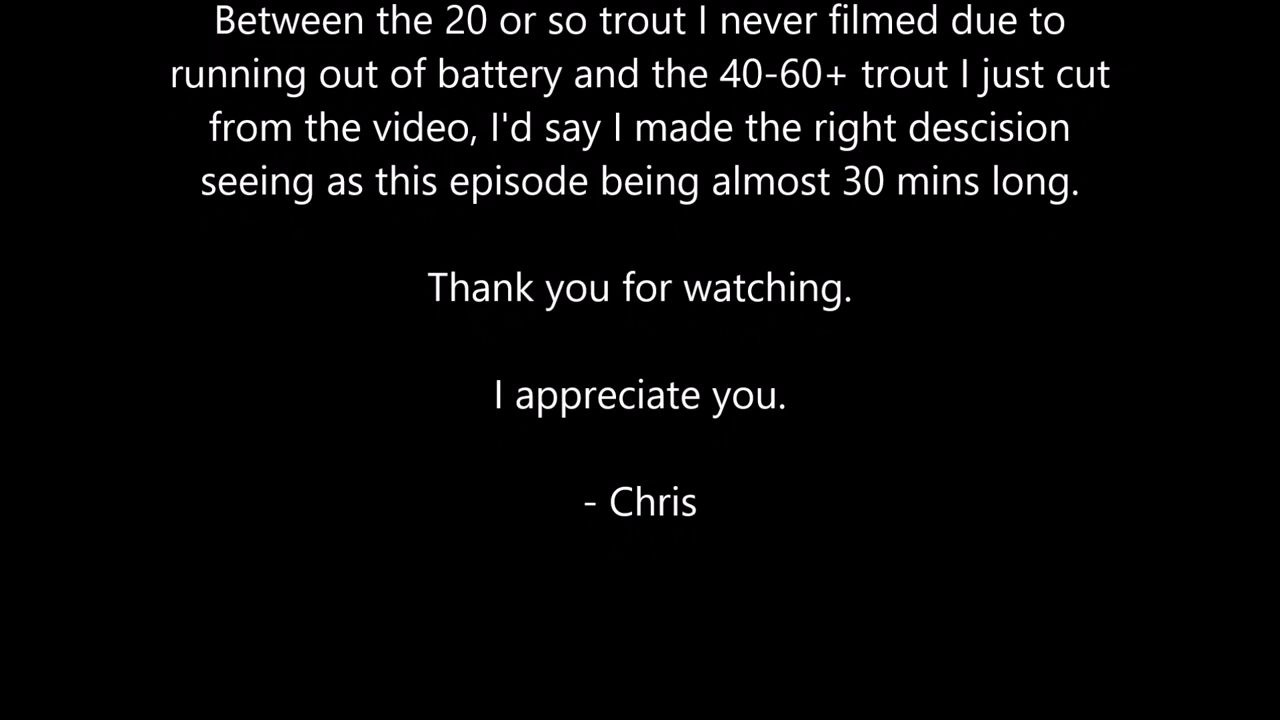 Between the 20 or so trout I never filmed due to
running out of battery and the 40-60+ trout I just cut
from the video, I'd say I made the right descision
seeing as this episode being almost 30 mins long.
Thank you for watching.
I appreciate you.
- Chris